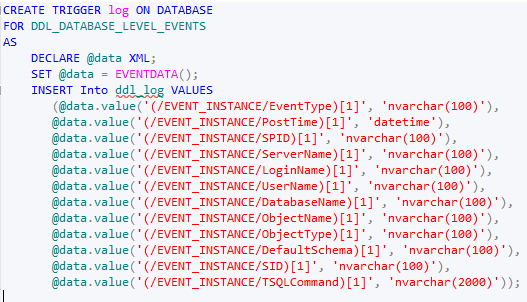 CREATE TRIGGER log ON DATABASE
FOR DDL_DATABASE_LEVEL_EVENTS
AS
    DECLARE @data XML;
    SET @data = EVENTDATA();
    INSERT Into ddl_log VALUES
      (@data.value('(/EVENT_INSTANCE/EventType)[1]', 'nvarchar(100)'),
      @data.value('(/EVENT_INSTANCE/PostTime)[1]', 'datetime'),
      @data.value('(/EVENT_INSTANCE/SPID)[1]', 'nvarchar(100)'),
      @data.value('(/EVENT_INSTANCE/ServerName)[1]', 'nvarchar(100)'),
      @data.value('(/EVENT_INSTANCE/LoginName)[1]', 'nvarchar(100)'),
      @data.value('(/EVENT_INSTANCE/UserName)[1]', 'nvarchar(100)'),
      @data.value('(/EVENT_INSTANCE/DatabaseName)[1]', 'nvarchar(100)'),
      @data.value('(/EVENT_INSTANCE/ObjectName)[1]', 'nvarchar(100)'),
      @data.value('(/EVENT_INSTANCE/ObjectType)[1]', 'nvarchar(100)'),
      @data.value('(/EVENT_INSTANCE/DefaultSchema)[1]', 'nvarchar(100)'),
      @data.value('(/EVENT_INSTANCE/SID)[1]', 'nvarchar(100)'),
      @data.value('(/EVENT_INSTANCE/TSQLCommand)[1]', 'nvarchar(2000)'));